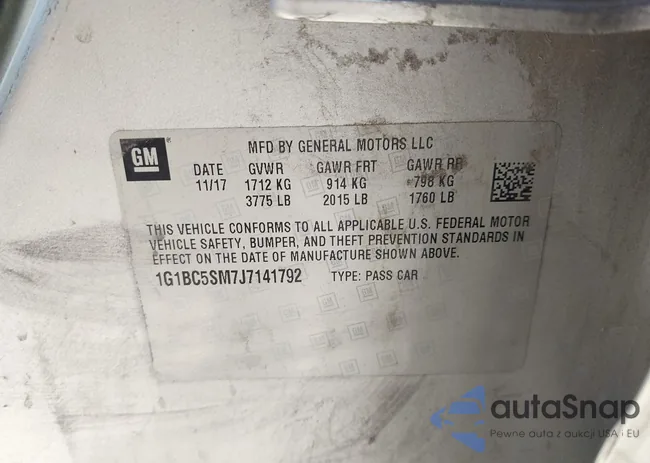 GM
MFD BY GENERAL MOTORS LLC
DATE GVWR GAWR FRT GAWR RR
11/17 1712 KG 914 KG 798 KG
3775 LB 2015 LB 1760 LB
THIS VEHICLE CONFORMS TO ALL APPLICABLE U.S. FEDERAL MOTOR
VEHICLE SAFETY, BUMPER, AND THEFT PREVENTION STANDARDS IN
EFFECT ON THE DATE OF MANUFACTURE SHOWN ABOVE.
1G1BC5SM7J7141792 TYPE: PASS CAR
autaSnap
Pewne auta z aukcji USA i EU